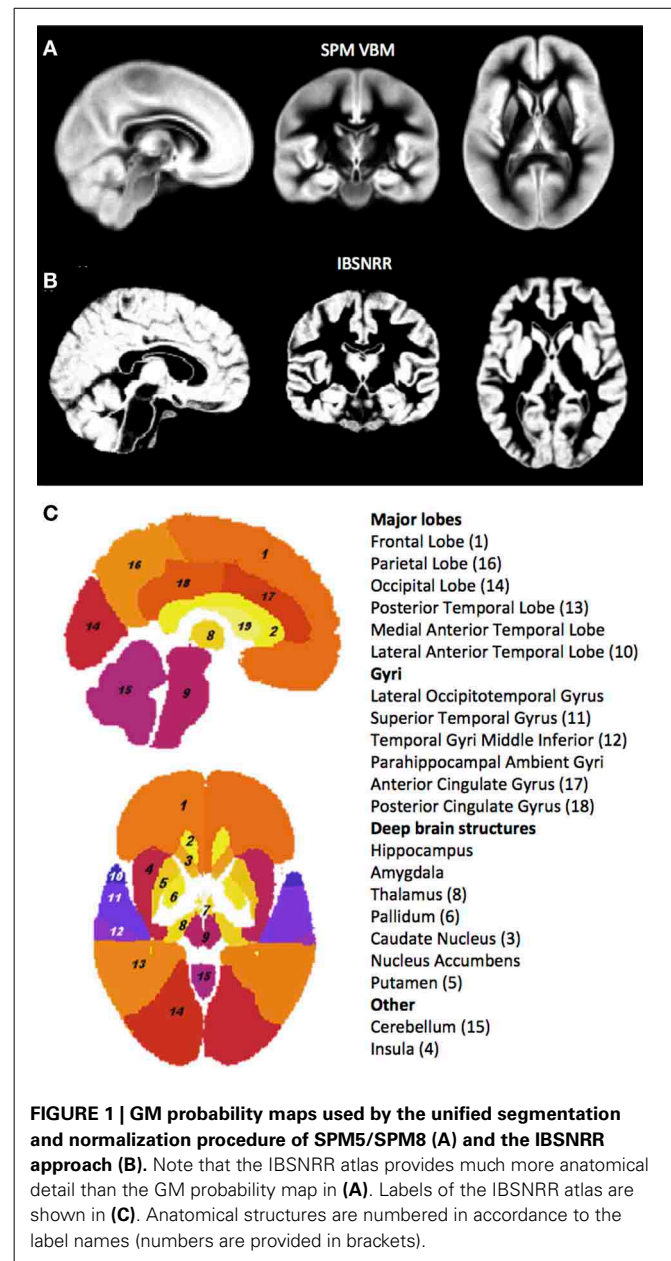 A
SPM VBM
B
IBSNRR
C
1
16
18
17
14
19
2
8
15
9
Major lobes
Frontal Lobe (1)
Parietal Lobe (16)
Occipital Lobe (14)
Posterior Temporal Lobe (13)
Medial Anterior Temporal Lobe
Lateral Anterior Temporal Lobe (10)
Gyri
Lateral Occipitotemporal Gyrus
Superior Temporal Gyrus (11)
Temporal Gyri Middle Inferior (12)
Parahippocampal Ambient Gyri
Anterior Cingulate Gyrus (17)
Posterior Cingulate Gyrus (18)
Deep brain structures
Hippocampus
Amygdala
Thalamus (8)
Pallidum (6)
Caudate Nucleus (3)
Nucleus Accumbens
Putamen (5)
Other
Cerebellum (15)
Insula (4)
1
2
3
4
5
10
6
11
7
8
12
9
13
15
14
FIGURE 1 | GM probability maps used by the unified segmentation
and normalization procedure of SPM5/SPM8 (A) and the IBSNRR
approach (B). Note that the IBSNRR atlas provides much more anatomical
detail than the GM probability map in (A). Labels of the IBSNRR atlas are
shown in (C). Anatomical structures are numbered in accordance to the
label names (numbers are provided in brackets).